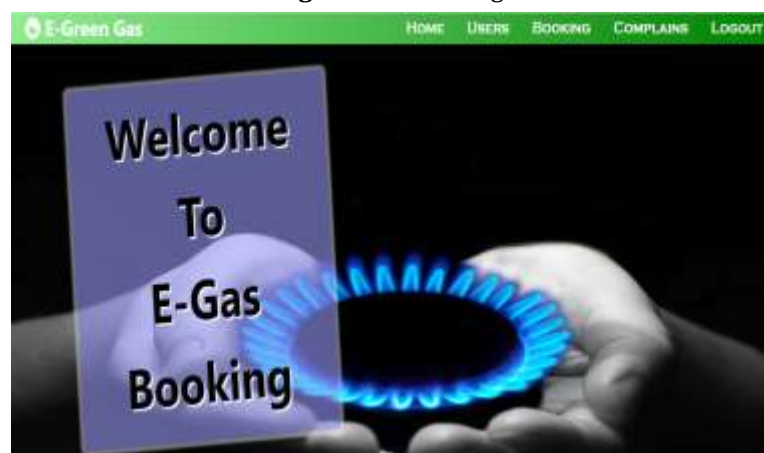 E-Green Gas
Home Users Booking Complains Logout
Welcome
To
E-Gas
Booking